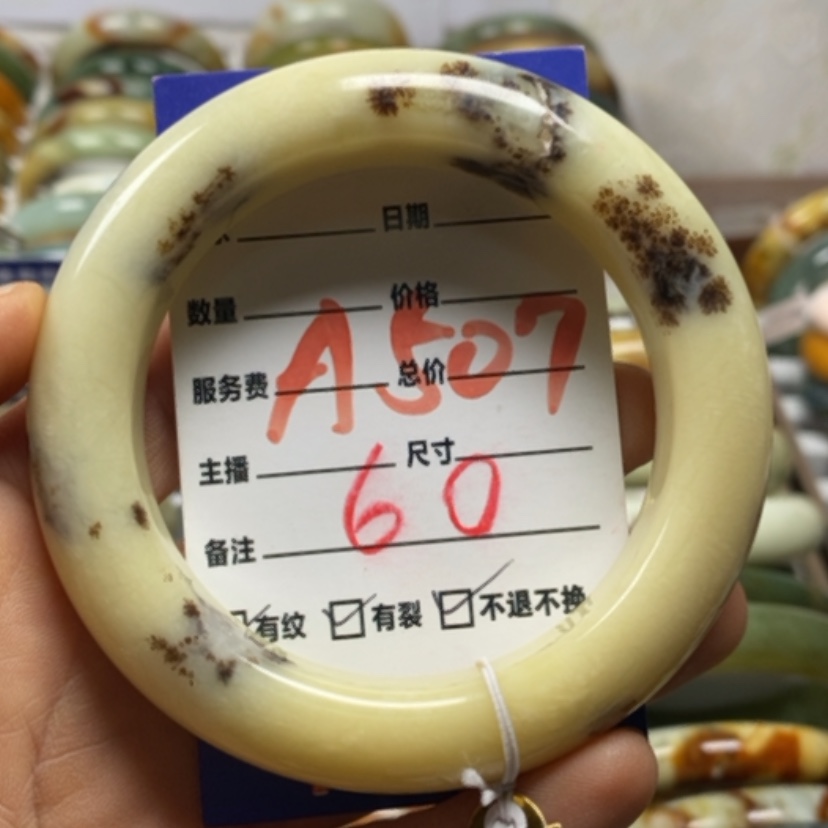 日期
数量 价格
A507
服务费 总价
主播 尺寸
60
备注
有纹 有裂 不退不换